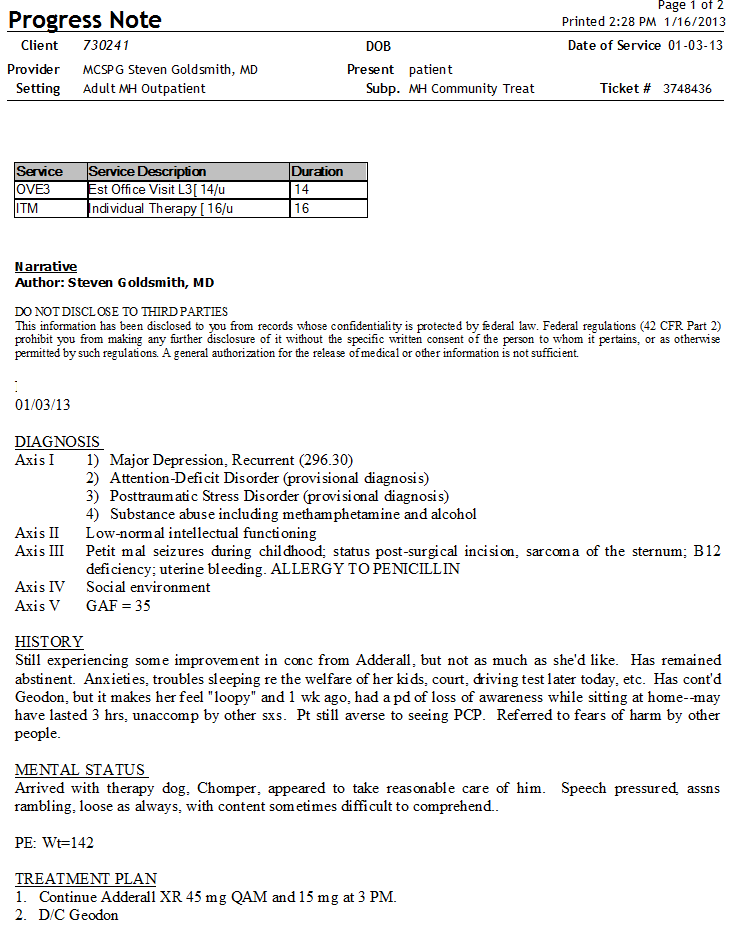 Page 1 of 2
Progress Note
Printed 2:28 PM 1/16/2013
Client 730241 DOB Date of Service 01-03-13
Provider MCSPG Steven Goldsmith, MD Present patient
Setting Adult MH Outpatient Subp. MH Community Treat Ticket # 3748436
Service Service Description Duration
OVE3 Est Office Visit L3[ 14/u 14
ITM Individual Therapy [ 16/u 16
Narrative
Author: Steven Goldsmith, MD
DO NOT DISCLOSE TO THIRD PARTIES
This information has been disclosed to you from records whose confidentiality is protected by federal law. Federal regulations (42 CFR Part 2)
prohibit you from making any further disclosure of it without the specific written consent of the person to whom it pertains, or as otherwise
permitted by such regulations. A general authorization for the release of medical or other information is not sufficient.
.
:
01/03/13
DIAGNOSIS
Axis I 1) Major Depression, Recurrent (296.30)
2) Attention-Deficit Disorder (provisional diagnosis)
3) Posttraumatic Stress Disorder (provisional diagnosis)
4) Substance abuse including methamphetamine and alcohol
Axis II Low-normal intellectual functioning
Axis III Petit mal seizures during childhood; status post-surgical incision, sarcoma of the sternum; B12
deficiency; uterine bleeding. ALLERGY TO PENICILLIN
Axis IV Social environment
Axis V GAF = 35
HISTORY
Still experiencing some improvement in conc from Adderall, but not as much as she'd like. Has remained
abstinent. Anxieties, troubles sleeping re the welfare of her kids, court, driving test later today, etc. Has cont'd
Geodon, but it makes her feel "loopy" and 1 wk ago, had a pd of loss of awareness while sitting at home--may
have lasted 3 hrs, unaccomp by other sxs. Pt still averse to seeing PCP. Referred to fears of harm by other
people.
MENTAL STATUS
Arrived with therapy dog, Chomper, appeared to take reasonable care of him. Speech pressured, assns
rambling, loose as always, with content sometimes difficult to comprehend..
PE: Wt=142
TREATMENT PLAN
1. Continue Adderall XR 45 mg QAM and 15 mg at 3 PM.
2. D/C Geodon